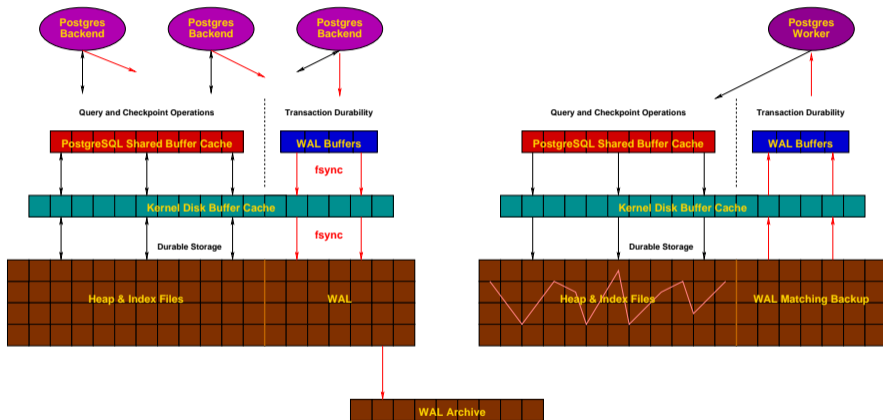 Postgres
Backend
Postgres
Backend
Postgres
Backend
Query and Checkpoint Operations
Transaction Durability
PostgreSQL Shared Buffer Cache
WAL Buffers
fsync
Kernel Disk Buffer Cache
fsync
Durable Storage
Heap & Index Files
WAL
WAL Archive
Postgres
Worker
Query and Checkpoint Operations
Transaction Durability
PostgreSQL Shared Buffer Cache
WAL Buffers
Kernel Disk Buffer Cache
Durable Storage
Heap & Index Files
WAL Matching Backup